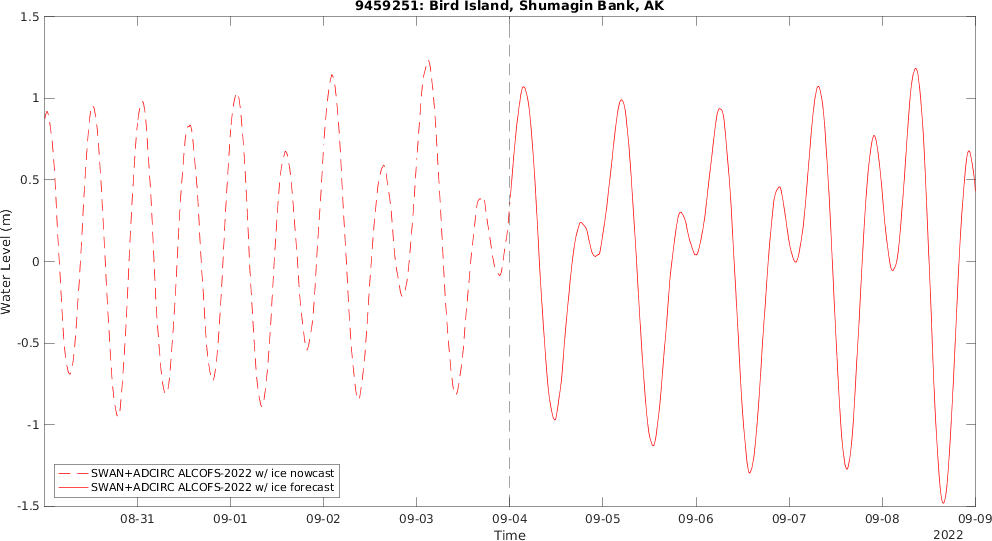 9459251: Bird Island, Shumagin Bank, AK
Water Level (m)
1.5
1
0.5
0
-0.5
-1
-1.5
SWAN+ADCIRC ALCOFS-2022 w/ ice nowcast
SWAN+ADCIRC ALCOFS-2022 w/ ice forecast
08-31 09-01 09-02 09-03 09-04 09-05 09-06 09-07 09-08 09-09
Time
2022